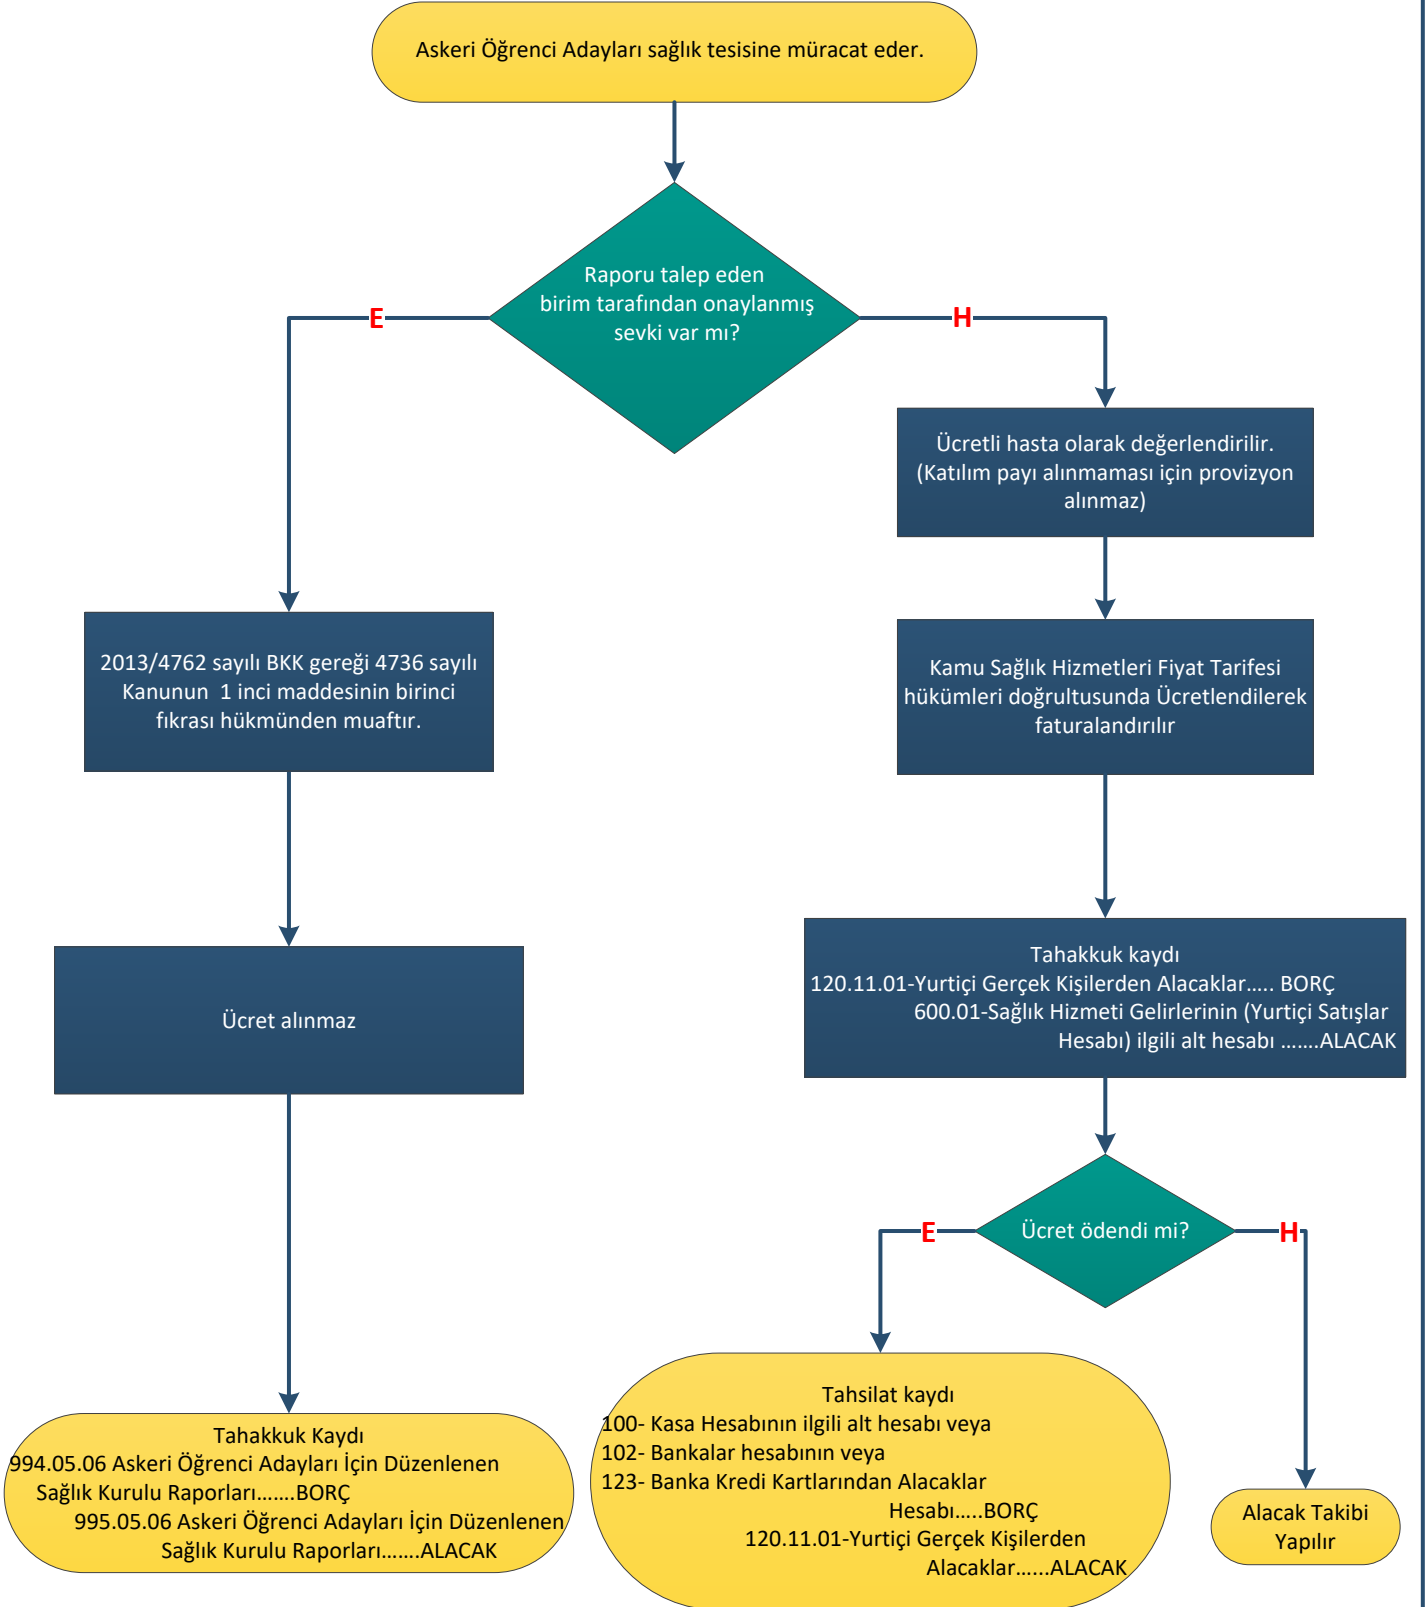 Askeri Öğrenci Adayları sağlık tesisine müracat eder.
Raporu talep eden
birim tarafından onaylanmış
sevki var mı?
E
H
Ücretli hasta olarak değerlendirilir.
(Katılım payı alınmaması için provizyon
alınmaz)
2013/4762 sayılı BKK gereği 4736 sayılı
Kanunun 1 inci maddesinin birinci
fıkrası hükmünden muaftır.
Kamu Sağlık Hizmetleri Fiyat Tarifesi
hükümleri doğrultusunda Ücretlendilerek
faturalandırılır
Ücret alınmaz
Tahakkuk kaydı
120.11.01-Yurtiçi Gerçek Kişilerden Alacaklar..... BORÇ
600.01-Sağlık Hizmeti Gelirlerinin (Yurtiçi Satışlar
Hesabı) ilgili alt hesabı .......ALACAK
Ücret ödendi mi?
E
H
Tahakkuk Kaydı
994.05.06 Askeri Öğrenci Adayları İçin Düzenlenen
Sağlık Kurulu Raporları.......BORÇ
995.05.06 Askeri Öğrenci Adayları İçin Düzenlenen
Sağlık Kurulu Raporları.......ALACAK
Tahsilat kaydı
100- Kasa Hesabının ilgili alt hesabı veya
102- Bankalar hesabının veya
123- Banka Kredi Kartlarından Alacaklar
Hesabı.....BORÇ
120.11.01-Yurtiçi Gerçek Kişilerden
Alacaklar......ALACAK
Alacak Takibi
Yapılır